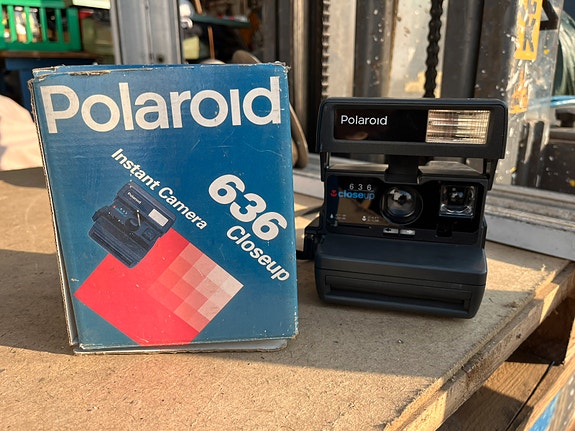 Polaroid
Instant Camera
636
Closeup
Polaroid
636
closeup